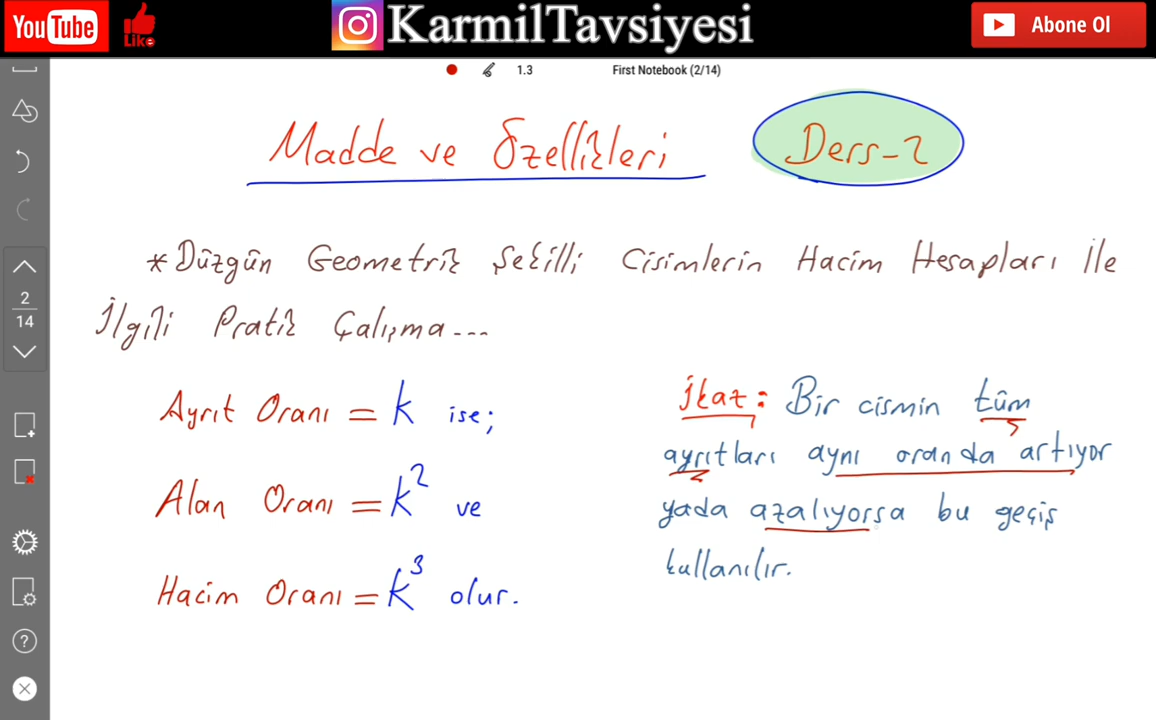 YouTube Like KarmilTavsiyesi Abone Ol
1.3 First Notebook (2/14)
Madde ve Özellikleri Ders-2
*Düzgün Geometrik Şekilli Cisimlerin Hacim Hesapları İle
İlgili Pratik Çalışma...
2
14
Ayrıt Oranı = k ise;
Alan Oranı = k² ve
Hacim Oranı = k³ olur.
İkaz: Bir cismin tüm
ayrıtları aynı oranda artıyor
yada azalıyorsa bu geçiş
kullanılır.